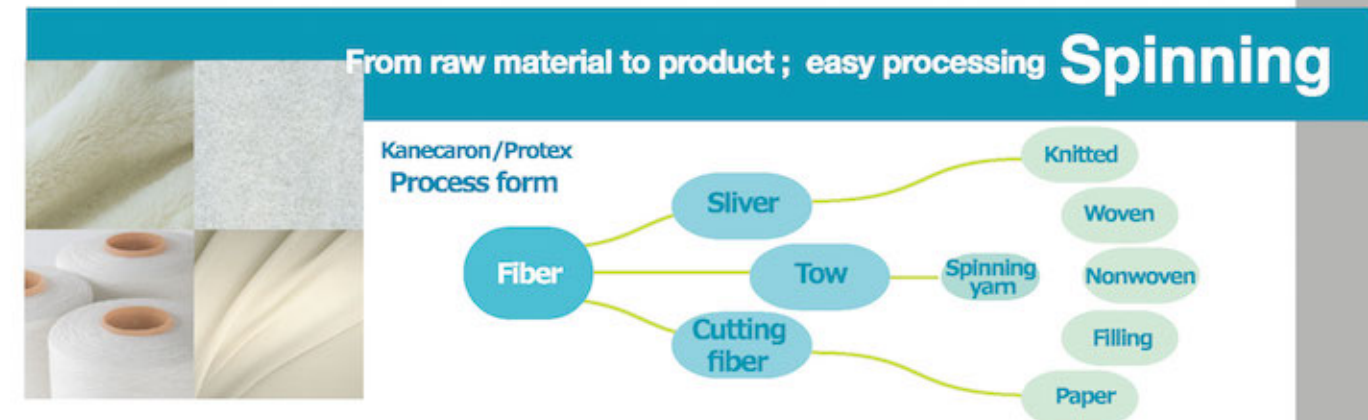 From raw material to product ; easy processing Spinning
Kanecaron/Protex
Process form
Fiber
Sliver
Tow
Cutting
fiber
Spinning
yarn
Knitted
Woven
Nonwoven
Filling
Paper